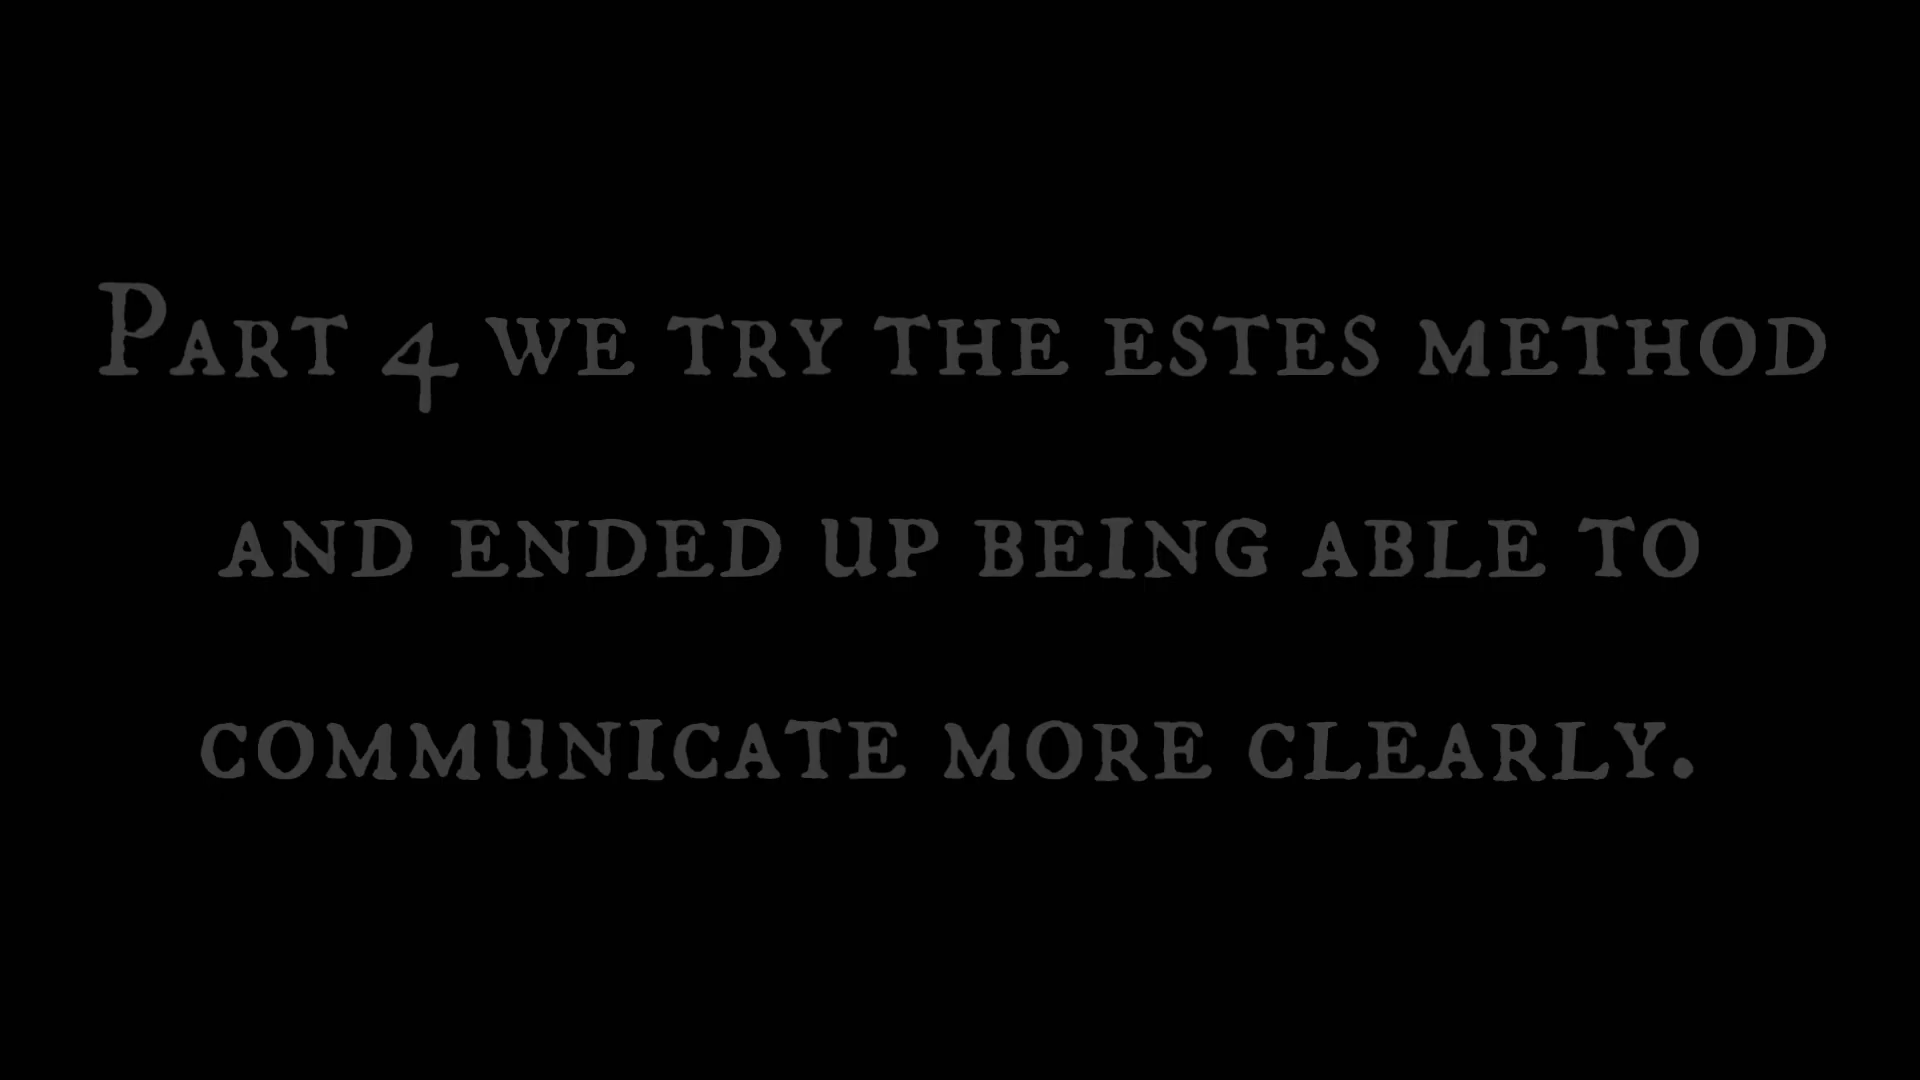 Part 4 we try the estes method
and ended up being able to
communicate more clearly.